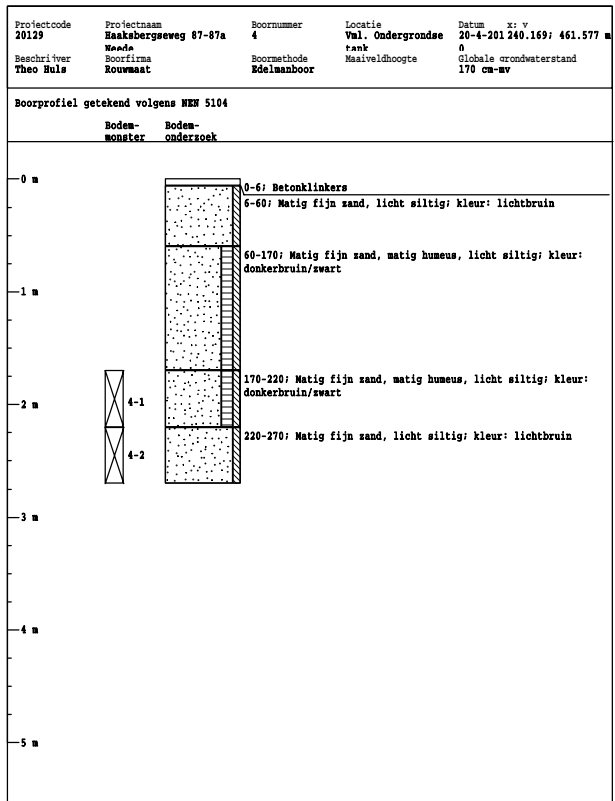 Projectcode Projectnaam Boornummer Locatie Datum x: y
20129 Haaksbergseweg 87-87a 4 Vml. Ondergrondse 20-4-201 240.169; 461.577 m
Neede tank 0
Beschrijver Boorfirma Boormethode Maaiveldhoogte Globale grondwaterstand
Theo Huls Rouwmaat Edelmanboor 170 cm-mv
Boorprofiel getekend volgens NEN 5104
Bodem- Bodem-
monster onderzoek
0 m
0-6; Betonklinkers
6-60; Matig fijn zand, licht siltig; kleur: lichtbruin
60-170; Matig fijn zand, matig humeus, licht siltig; kleur:
donkerbruin/zwart
1 m
170-220; Matig fijn zand, matig humeus, licht siltig; kleur:
donkerbruin/zwart
4-1
2 m
220-270; Matig fijn zand, licht siltig; kleur: lichtbruin
4-2
3 m
4 m
5 m